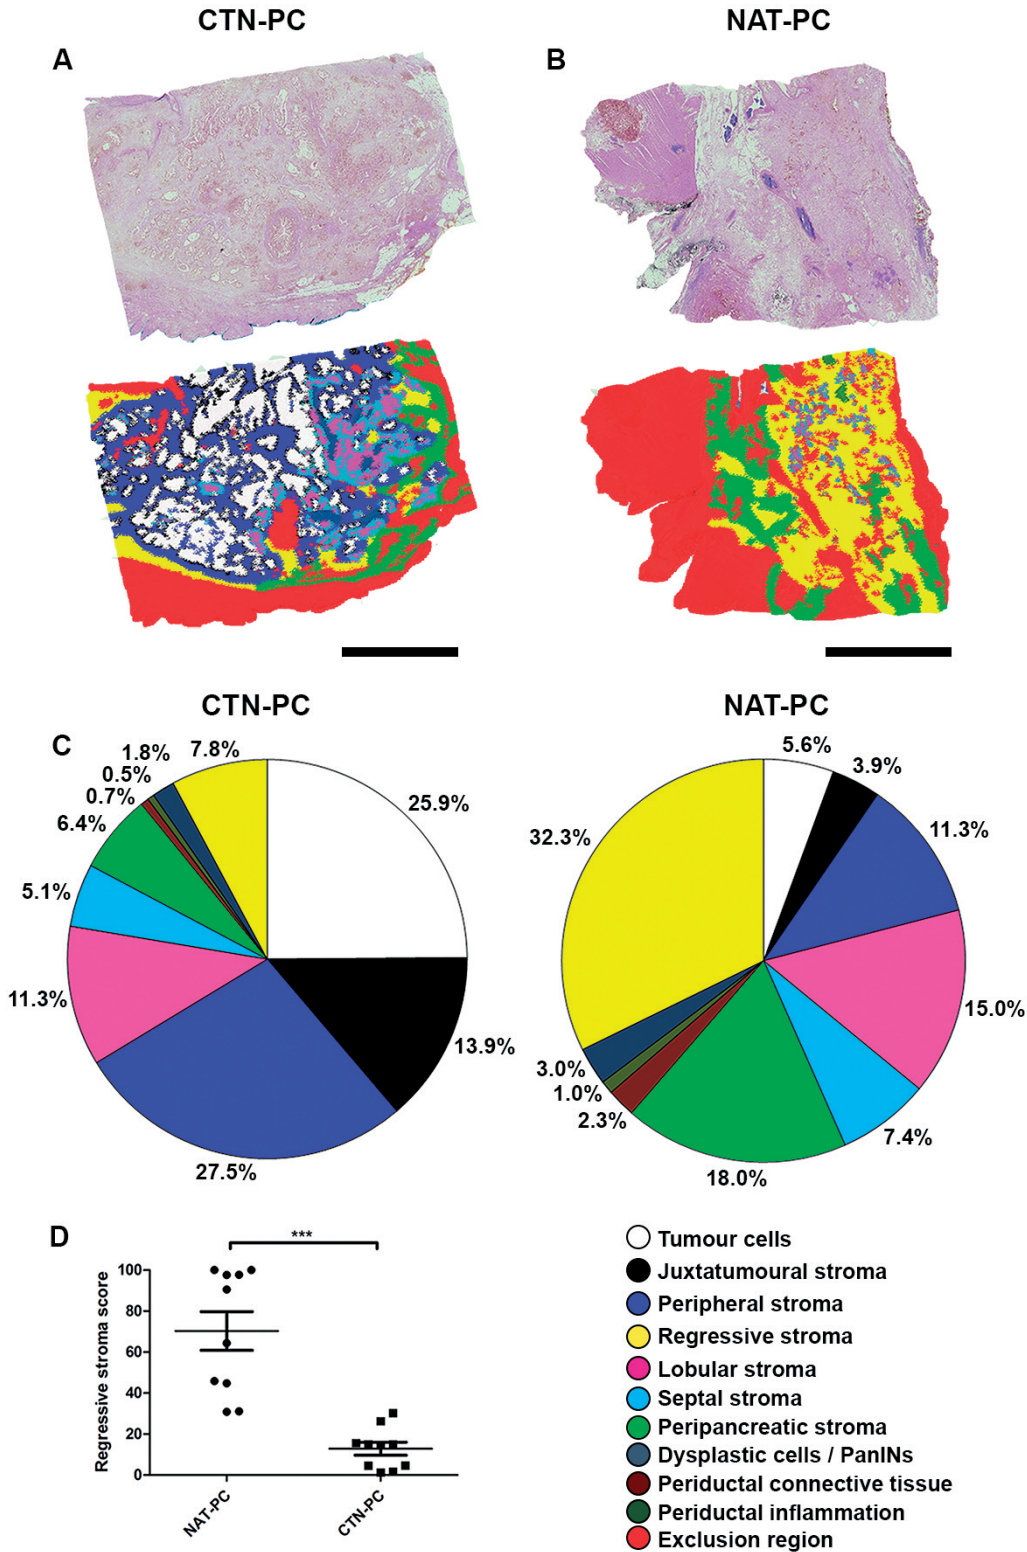 CTN-PC
NAT-PC
A
B
CTN-PC
NAT-PC
C
1.8%
7.8%
0.5%
0.7%
25.9%
6.4%
5.1%
11.3%
13.9%
27.5%
5.6%
3.9%
32.3%
11.3%
15.0%
3.0%
1.0%
2.3%
7.4%
18.0%
D
***
Regressive stroma score
100
80
60
40
20
0
NAT-PC
CTN-PC
Tumour cells
Juxtatumoural stroma
Peripheral stroma
Regressive stroma
Lobular stroma
Septal stroma
Peripancreatic stroma
Dysplastic cells / PanINs
Periductal connective tissue
Periductal inflammation
Exclusion region